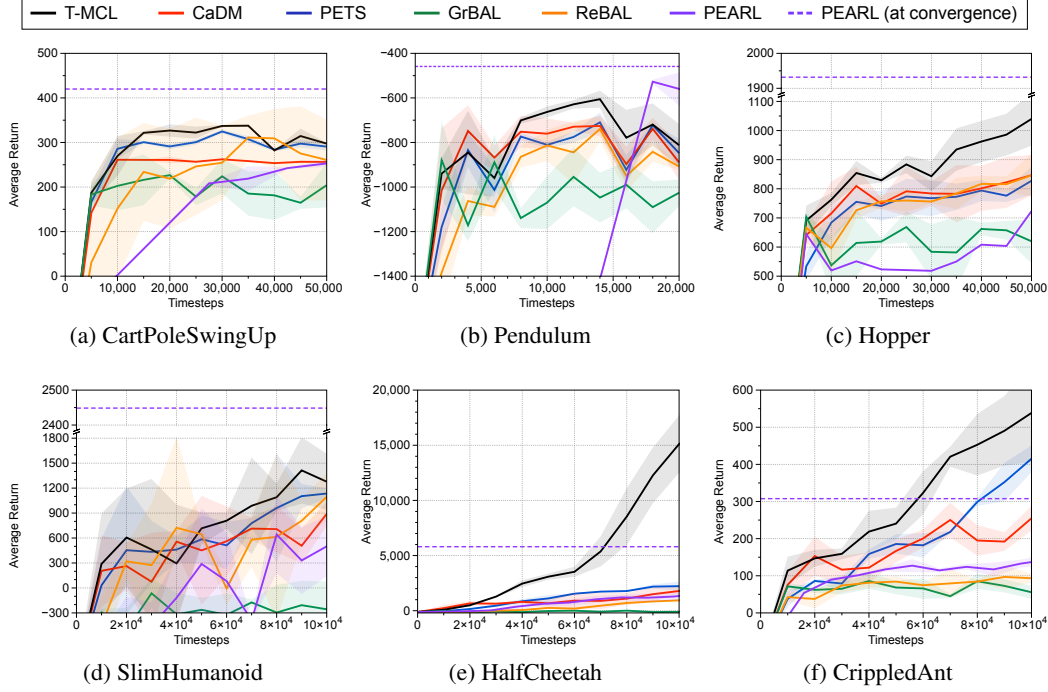 T-MCL CaDM PETS GrBAL ReBAL PEARL PEARL (at convergence)
500
400
300
200
100
0
Average Return
0 10,000 20,000 30,000 40,000 50,000
Timesteps
(a) CartPoleSwingUp
−400
−600
−800
−1000
−1200
−1400
Average Return
0 5,000 10,000 15,000 20,000
Timesteps
(b) Pendulum
2000
1900
1100
1000
900
800
700
600
500
Average Return
0 10,000 20,000 30,000 40,000 50,000
Timesteps
(c) Hopper
2500
2400
1800
1500
1200
900
600
300
0
−300
Average Return
0 2×10⁴ 4×10⁴ 6×10⁴ 8×10⁴ 10×10⁴
Timesteps
(d) SlimHumanoid
20,000
15,000
10,000
5,000
0
Average Return
0 2×10⁴ 4×10⁴ 6×10⁴ 8×10⁴ 10×10⁴
Timesteps
(e) HalfCheetah
600
500
400
300
200
100
0
Average Return
0 2×10⁴ 4×10⁴ 6×10⁴ 8×10⁴ 10×10⁴
Timesteps
(f) CrippledAnt